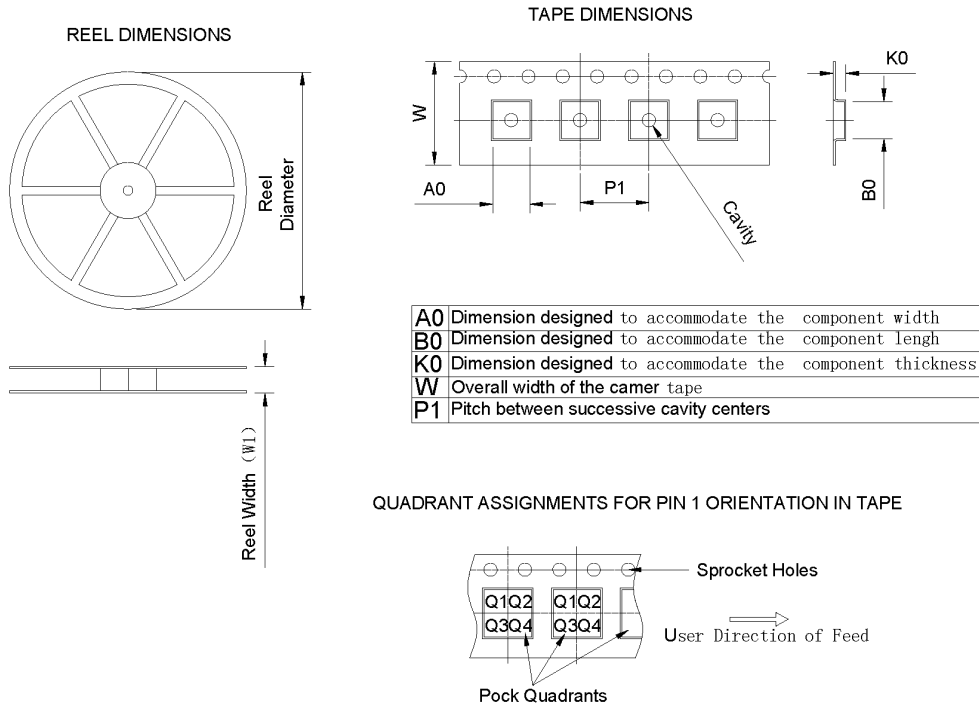 REEL DIMENSIONS
TAPE DIMENSIONS
Reel
Diameter
Reel Width (W1)
W
A0
P1
Cavity
K0
B0
A0 Dimension designed to accommodate the component width
B0 Dimension designed to accommodate the component lengh
K0 Dimension designed to accommodate the component thickness
W Overall width of the camer tape
P1 Pitch between successive cavity centers
QUADRANT ASSIGNMENTS FOR PIN 1 ORIENTATION IN TAPE
Sprocket Holes
Q1Q2 Q1Q2
Q3Q4 Q3Q4
User Direction of Feed
Pock Quadrants